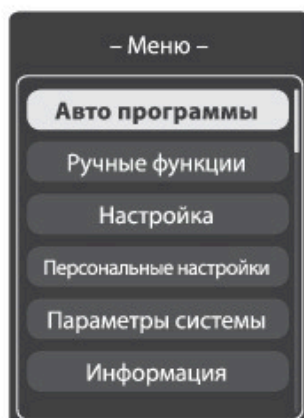 – Меню –
Авто программы
Ручные функции
Настройка
Персональные настройки
Параметры системы
Информация